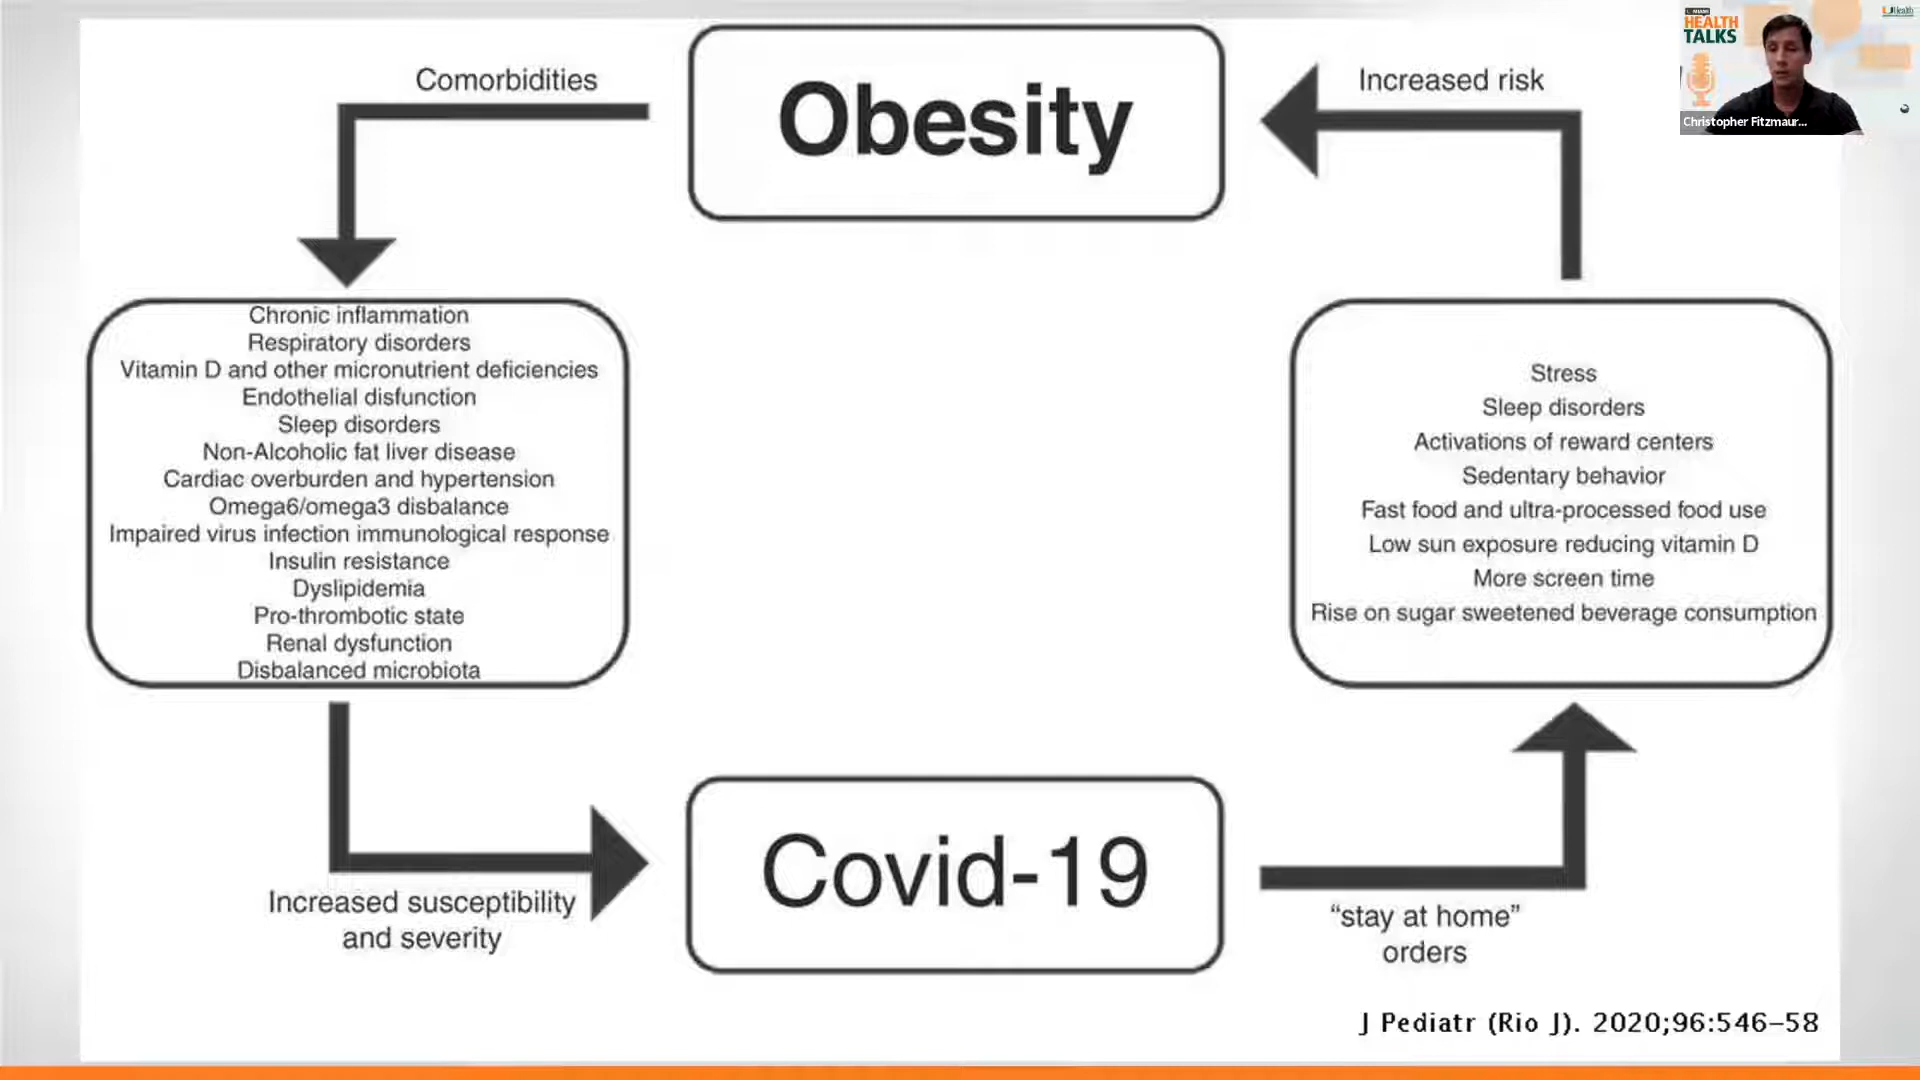 Comorbidities
Obesity
Increased risk
MIAMI
HEALTH
TALKS
UHealth
Christopher Fitzmaur...
Chronic inflammation
Respiratory disorders
Vitamin D and other micronutrient deficiencies
Endothelial disfunction
Sleep disorders
Non-Alcoholic fat liver disease
Cardiac overburden and hypertension
Omega6/omega3 disbalance
Impaired virus infection immunological response
Insulin resistance
Dyslipidemia
Pro-thrombotic state
Renal dysfunction
Disbalanced microbiota
Stress
Sleep disorders
Activations of reward centers
Sedentary behavior
Fast food and ultra-processed food use
Low sun exposure reducing vitamin D
More screen time
Rise on sugar sweetened beverage consumption
Increased susceptibility
and severity
Covid-19
“stay at home”
orders
J Pediatr (Rio J). 2020;96:546–58